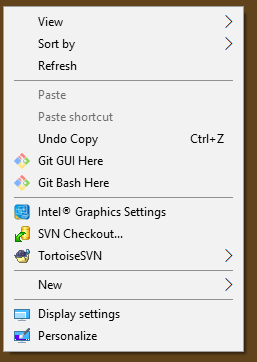 View
Sort by
Refresh
Paste
Paste shortcut
Undo Copy Ctrl+Z
Git GUI Here
Git Bash Here
Intel® Graphics Settings
SVN Checkout...
TortoiseSVN
New
Display settings
Personalize